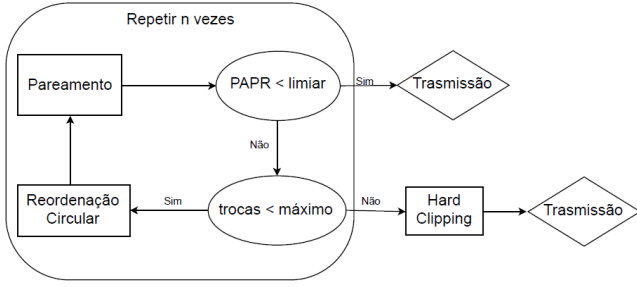 Repetir n vezes
Pareamento
PAPR < limiar
Sim
Trasmissão
Não
Reordenação
Circular
Sim
trocas < máximo
Não
Hard
Clipping
Trasmissão